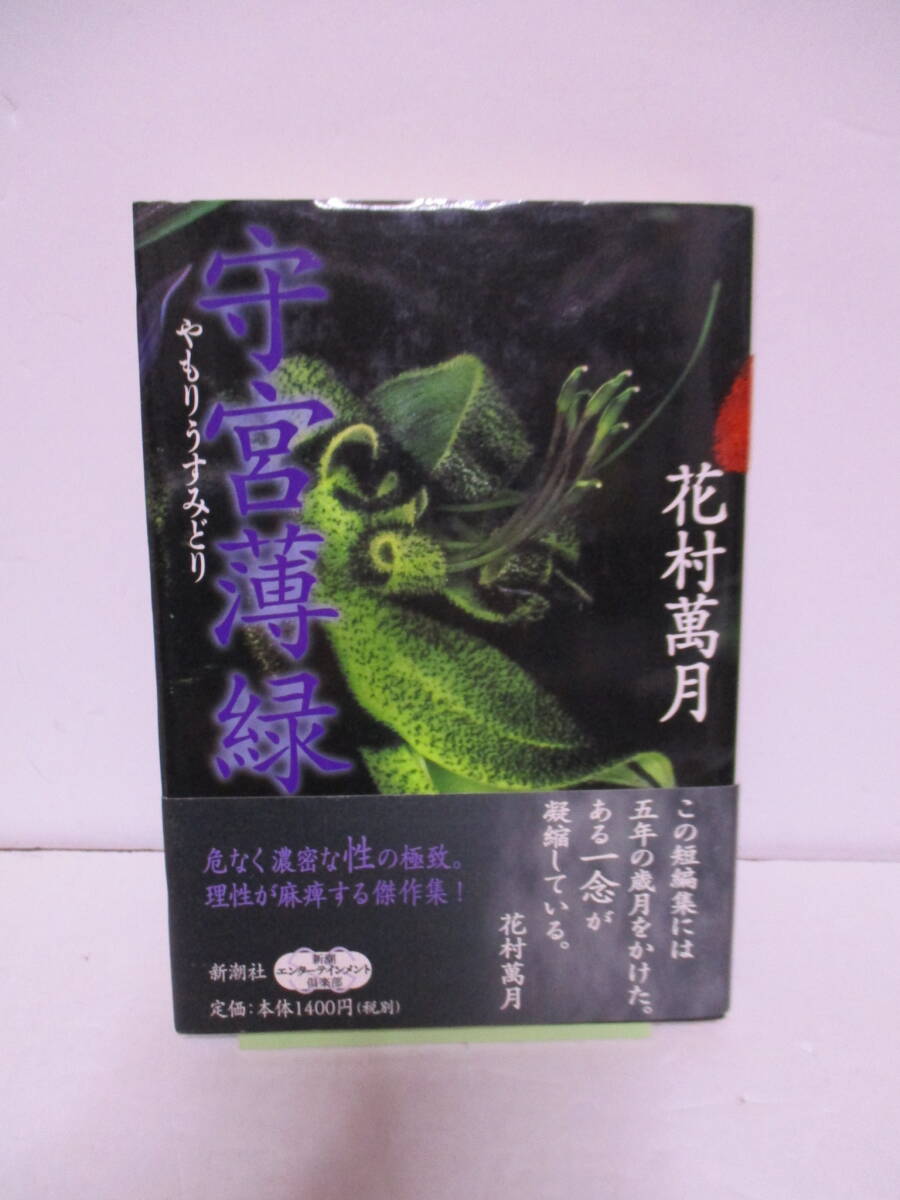 守宮薄緑
やもりうすみどり
花村萬月
この短編集には
五年の歳月をかけた。
ある一念が
凝縮している。
花村萬月
危なく濃密な性の極致。
理性が麻痺する傑作集!
新潮社
新潮
エンターテインメント
倶楽部
定価:本体1400円(税別)